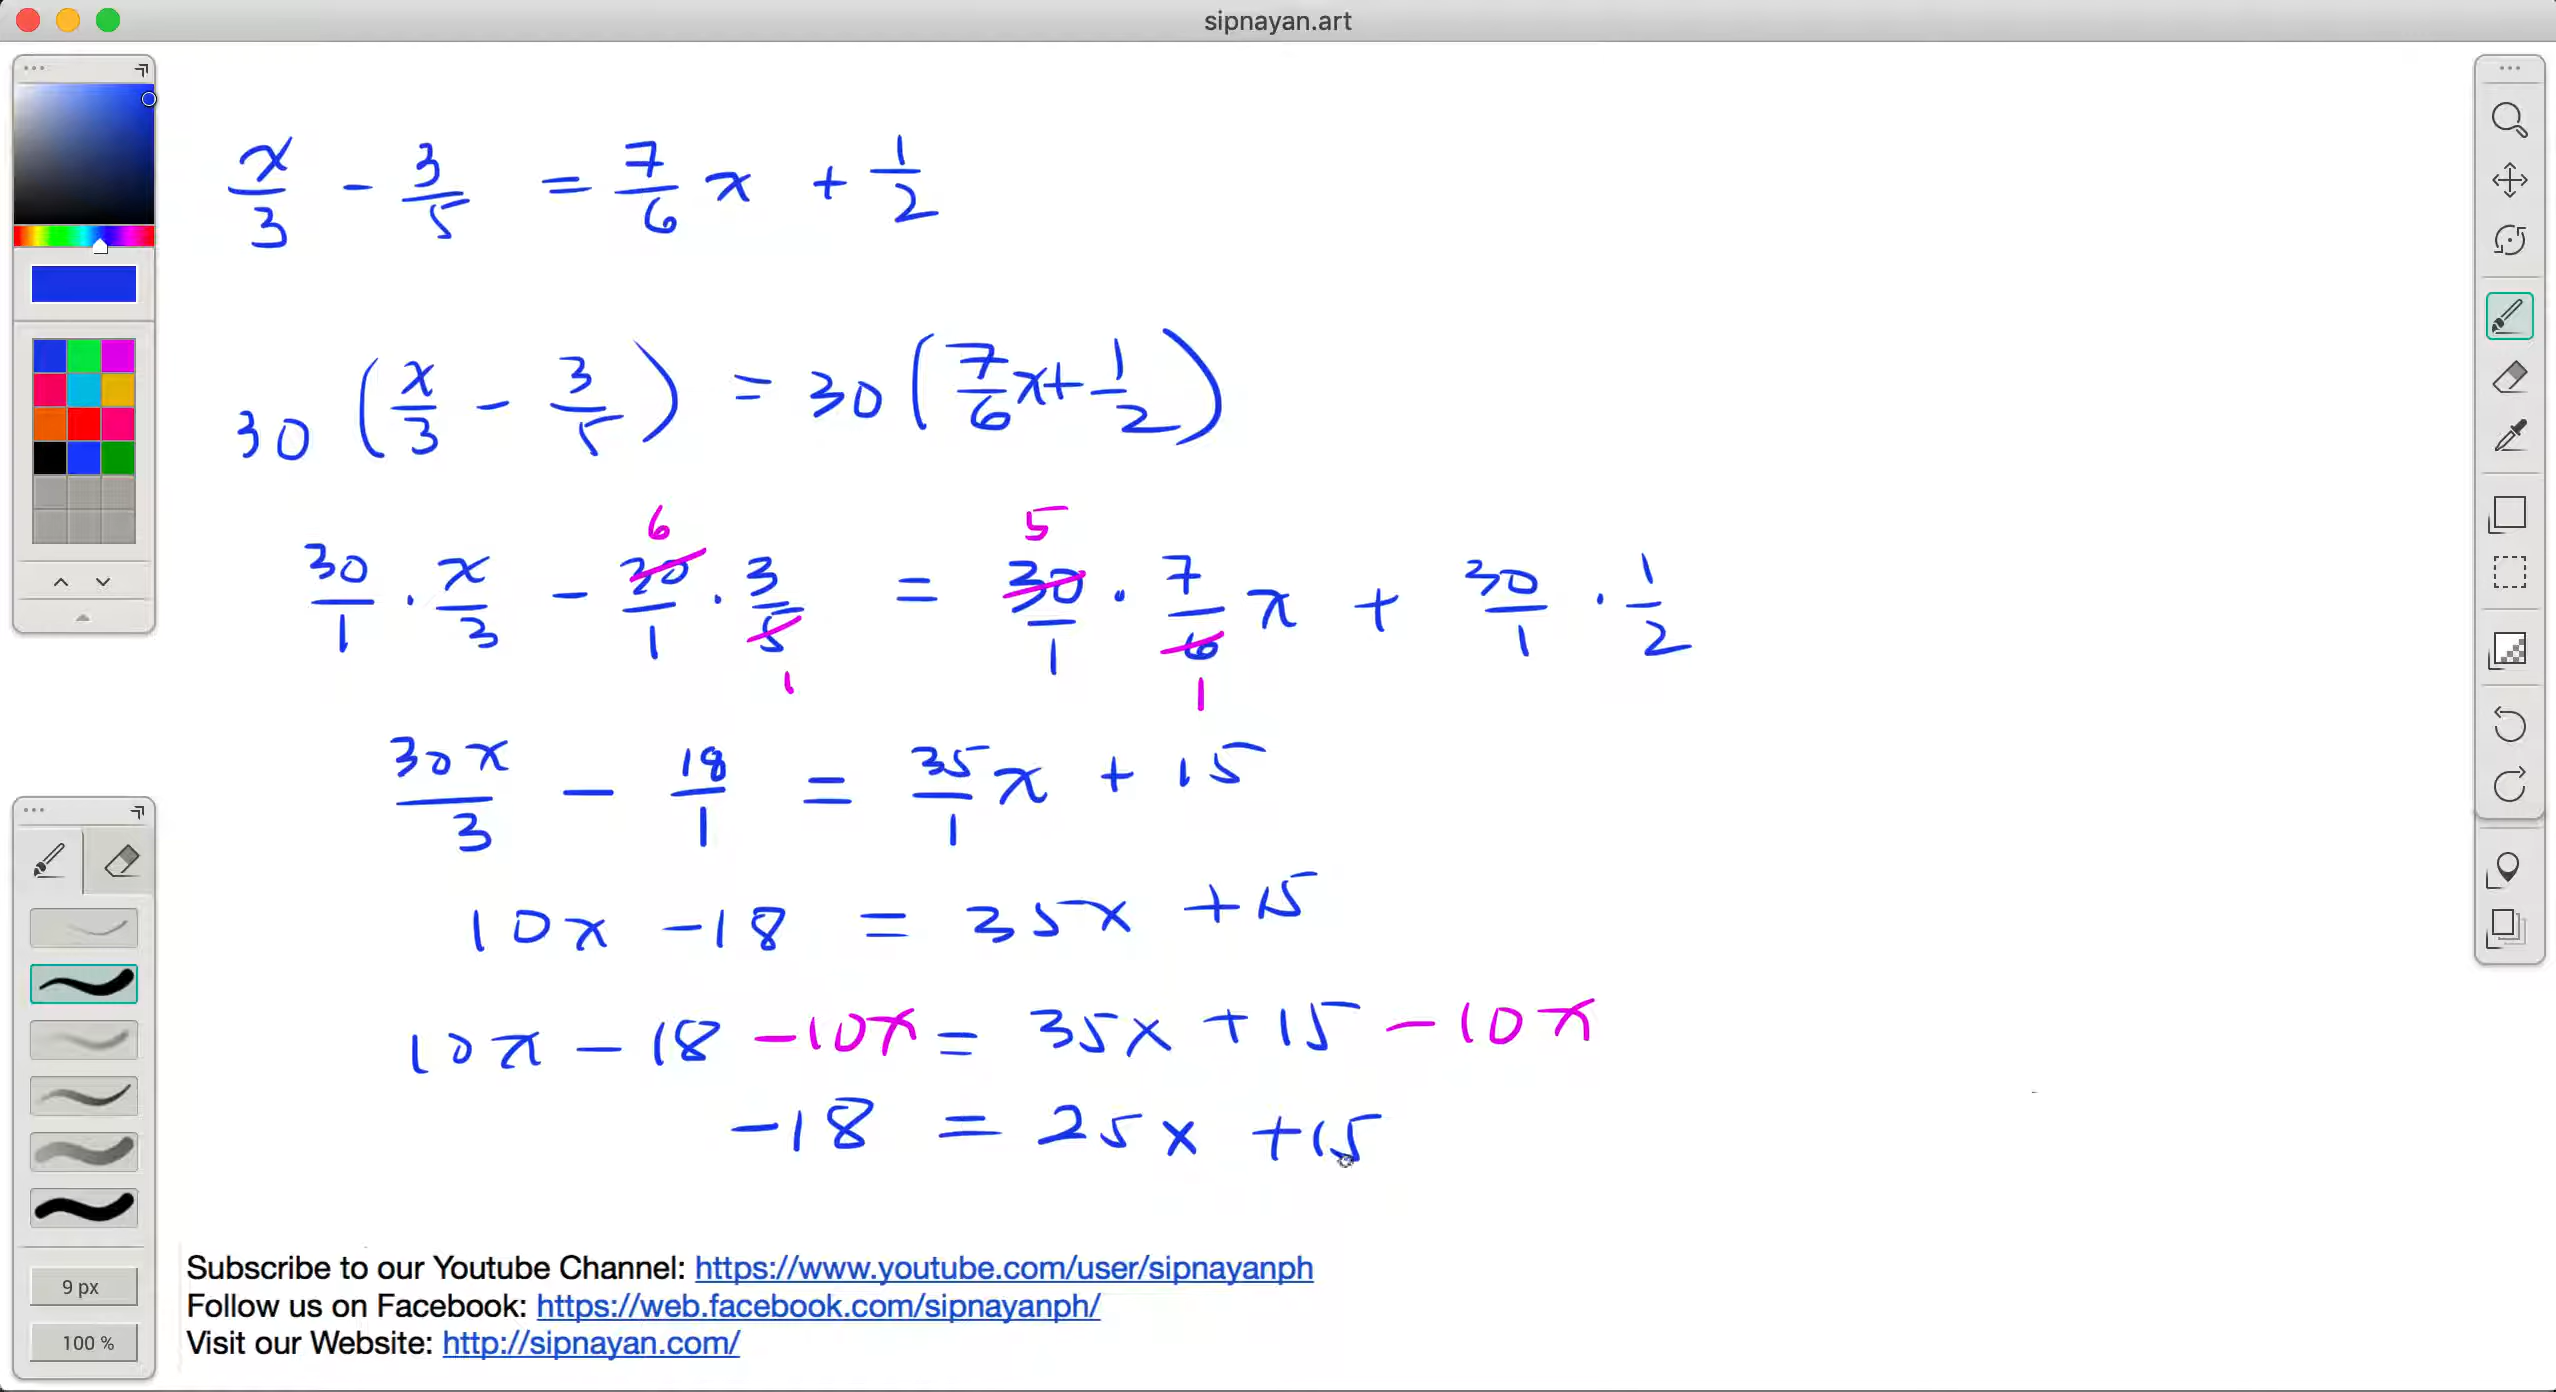 sipnayan.art
x/3 - 3/5 = 7/6 x + 1/2
30 (x/3 - 3/5) = 30 (7/6 x + 1/2)
6 5
30/1 · x/3 - 30/1 · 3/5 = 30/1 · 7/6 x + 30/1 · 1/2
1 1
30x/3 - 18/1 = 35/1 x + 15
10x - 18 = 35x + 15
10x - 18 - 10x = 35x + 15 - 10x
-18 = 25x + 15
Subscribe to our Youtube Channel: https://www.youtube.com/user/sipnayanph
Follow us on Facebook: https://web.facebook.com/sipnayanph/
Visit our Website: http://sipnayan.com/
9 px
100 %